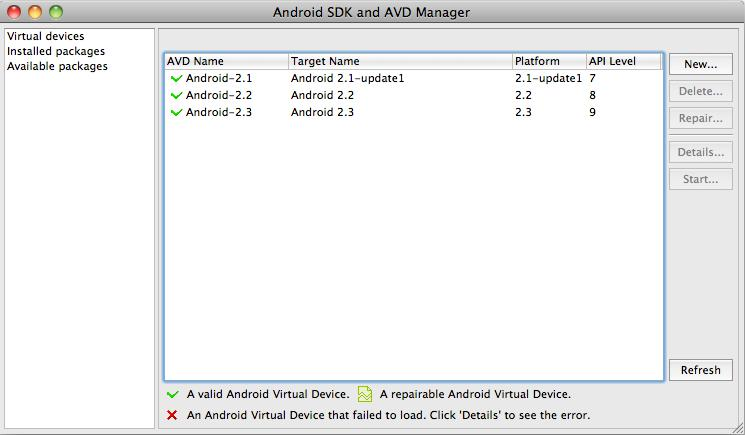 Android SDK and AVD Manager
Virtual devices
Installed packages
Available packages
AVD Name Target Name Platform API Level
Android-2.1 Android 2.1-update1 2.1-update1 7
Android-2.2 Android 2.2 2.2 8
Android-2.3 Android 2.3 2.3 9
New...
Delete...
Repair...
Details...
Start...
Refresh
A valid Android Virtual Device. A repairable Android Virtual Device.
An Android Virtual Device that failed to load. Click 'Details' to see the error.